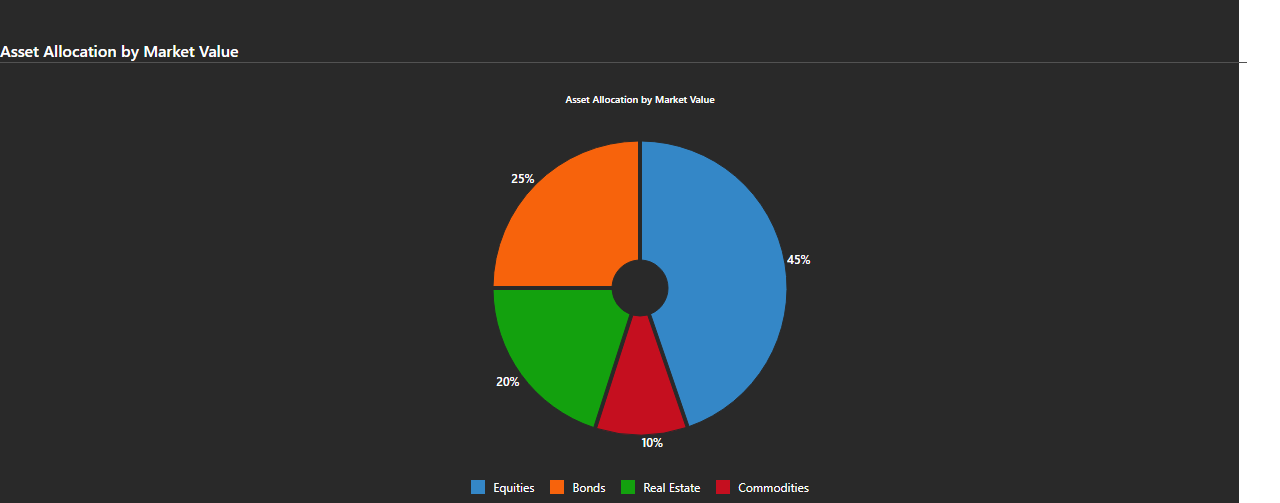 Asset Allocation by Market Value
Asset Allocation by Market Value
25%
45%
20%
10%
Equities Bonds Real Estate Commodities